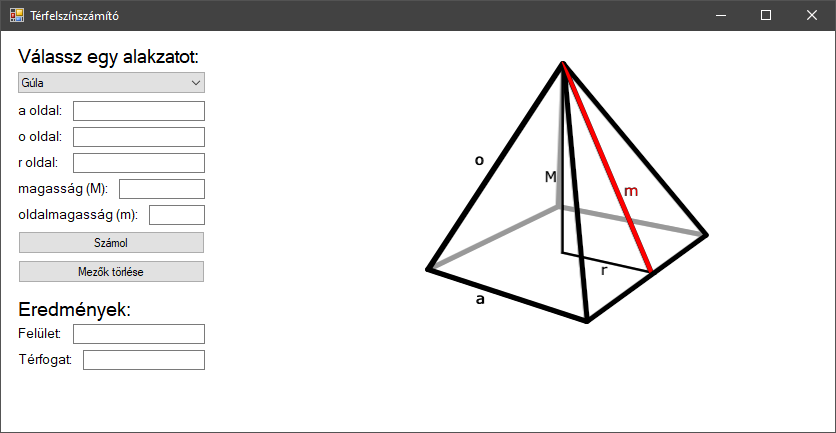 Térfelszínszámító
Válassz egy alakzatot:
Gúla
a oldal:
o oldal:
r oldal:
magasság (M):
oldalmagasság (m):
Számol
Mezők törlése
Eredmények:
Felület:
Térfogat:
o
M
m
r
a